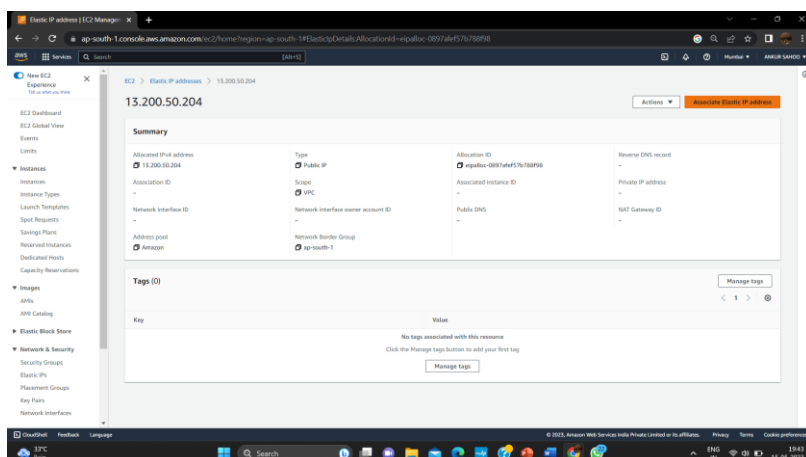 Elastic IP address | EC2 Manager
ap-south-1.console.aws.amazon.com/ec2/home?region=ap-south-1#ElasticIpDetails:AllocationId=eipalloc-0897afef57b788f98
aws Services Search [Alt+S] Mumbai ANKUR SAHOO
New EC2
Experience
Tell us what you think
EC2 Dashboard
EC2 Global View
Events
Limits
Instances
Instances
Instance Types
Launch Templates
Spot Requests
Savings Plans
Reserved Instances
Dedicated Hosts
Capacity Reservations
Images
AMIs
AMI Catalog
Elastic Block Store
Network & Security
Security Groups
Elastic IPs
Placement Groups
Key Pairs
Network Interfaces
EC2 > Elastic IP addresses > 13.200.50.204
13.200.50.204 Actions Associate Elastic IP address
Summary
Allocated IPv4 address Type Allocation ID Reverse DNS record
13.200.50.204 Public IP eipalloc-0897afef57b788f98 –
Association ID Scope Associated instance ID Private IP address
– VPC – –
Network interface ID Network interface owner account ID Public DNS NAT Gateway ID
– – – –
Address pool Network Border Group
Amazon ap-south-1
Tags (0) Manage tags
1
Key Value
No tags associated with this resource
Click the Manage tags button to add your first tag
Manage tags
CloudShell Feedback Language © 2023, Amazon Web Services India Private Limited or its affiliates. Privacy Terms Cookie preferences
33°C ENG 19:43
Search